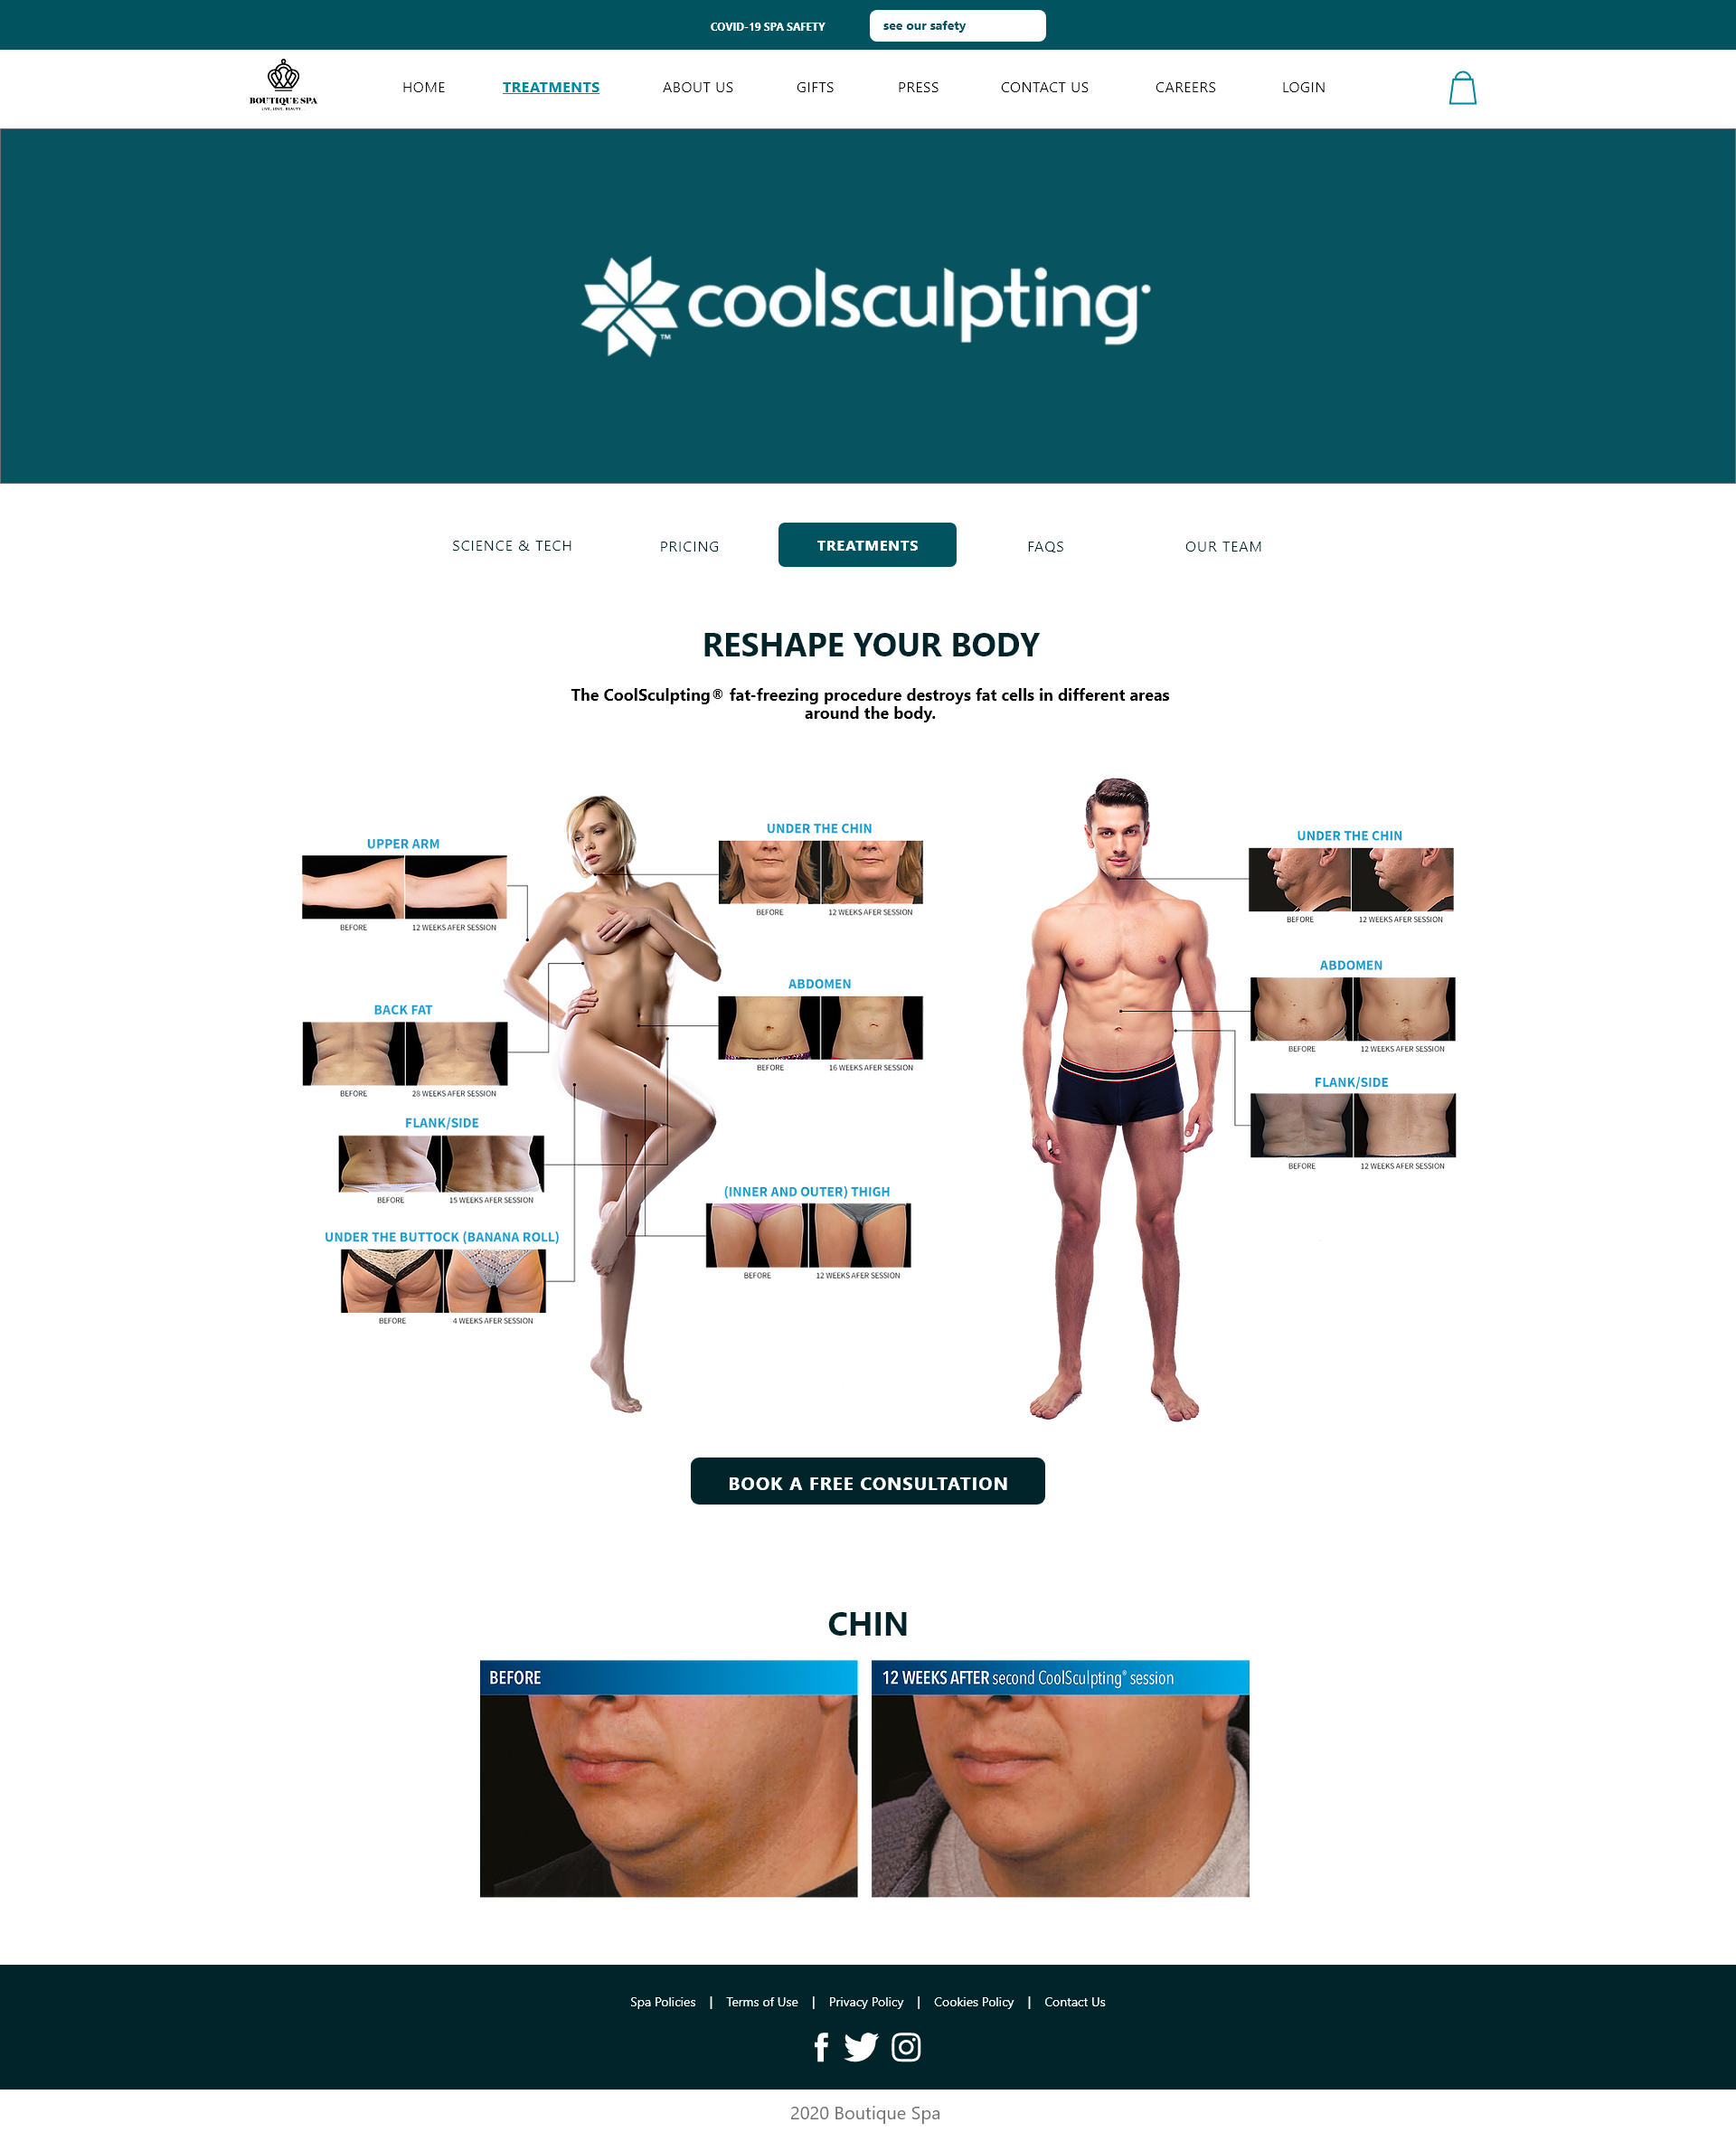 COVID-19 SPA SAFETY
see our safety
BOUTIQUE SPA
LIVE. LOVE. BEAUTY.
HOME
TREATMENTS
ABOUT US
GIFTS
PRESS
CONTACT US
CAREERS
LOGIN
™ coolsculpting®
SCIENCE & TECH
PRICING
TREATMENTS
FAQS
OUR TEAM
RESHAPE YOUR BODY
The CoolSculpting® fat-freezing procedure destroys fat cells in different areas
around the body.
UPPER ARM
BEFORE
12 WEEKS AFER SESSION
BACK FAT
BEFORE
28 WEEKS AFER SESSION
FLANK/SIDE
BEFORE
15 WEEKS AFER SESSION
UNDER THE BUTTOCK (BANANA ROLL)
BEFORE
4 WEEKS AFER SESSION
UNDER THE CHIN
BEFORE
12 WEEKS AFER SESSION
ABDOMEN
BEFORE
16 WEEKS AFER SESSION
(INNER AND OUTER) THIGH
BEFORE
12 WEEKS AFER SESSION
UNDER THE CHIN
BEFORE
12 WEEKS AFER SESSION
ABDOMEN
BEFORE
12 WEEKS AFER SESSION
FLANK/SIDE
BEFORE
12 WEEKS AFER SESSION
BOOK A FREE CONSULTATION
CHIN
BEFORE
12 WEEKS AFTER second CoolSculpting® session
Spa Policies | Terms of Use | Privacy Policy | Cookies Policy | Contact Us
2020 Boutique Spa